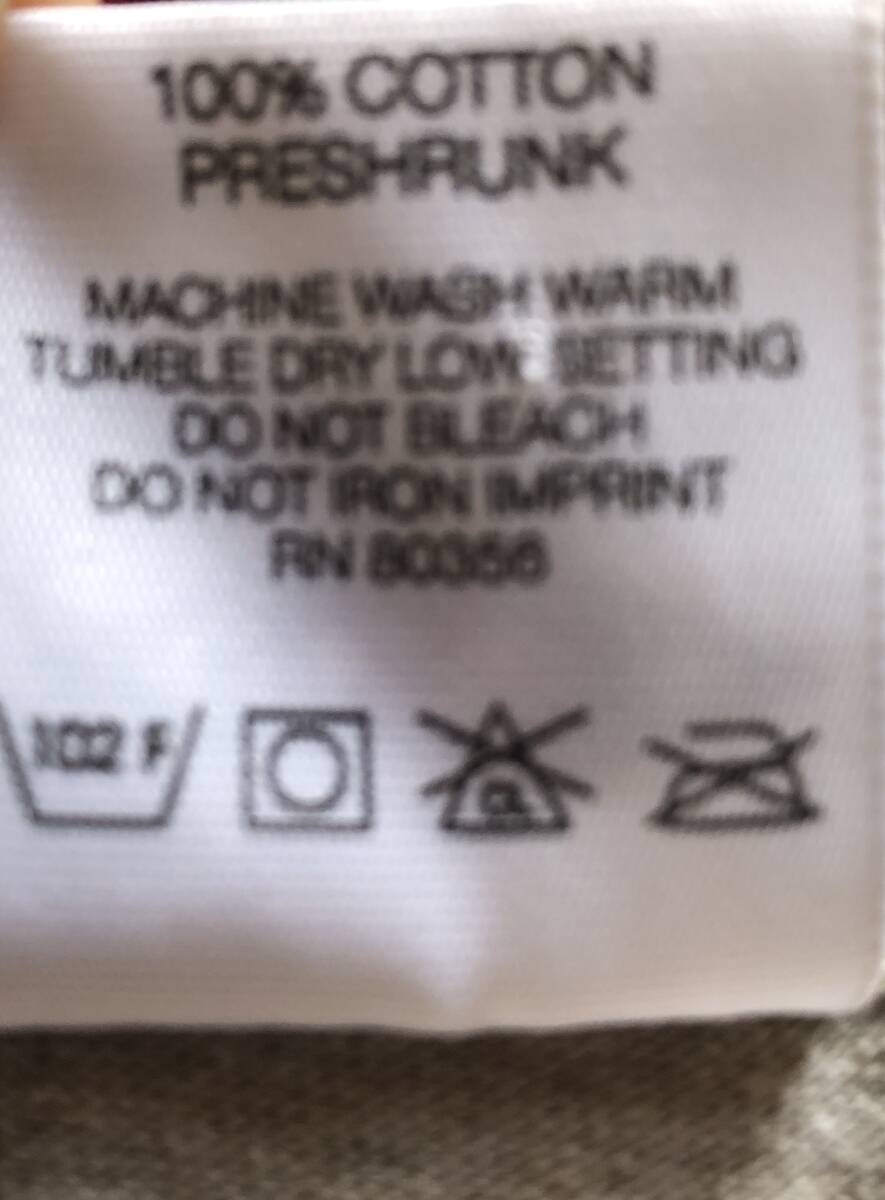 100% COTTON
PRESHRUNK
MACHINE WASH WARM
TUMBLE DRY LOW SETTING
DO NOT BLEACH
DO NOT IRON IMPRINT
RN 80356
102 F
CL